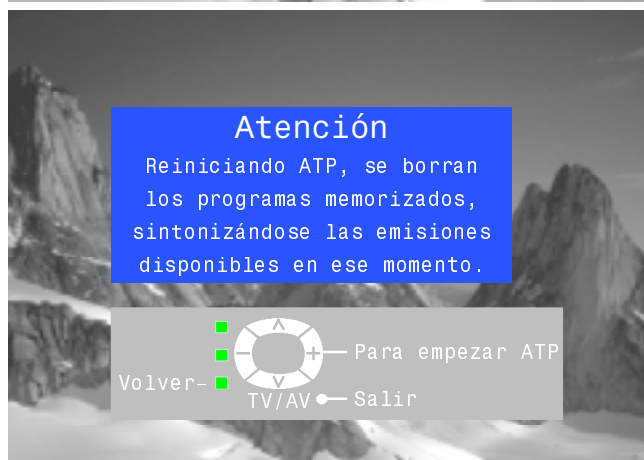 Atención
Reiniciando ATP, se borran
los programas memorizados,
sintonizándose las emisiones
disponibles en ese momento.
Para empezar ATP
Volver
TV/AV Salir